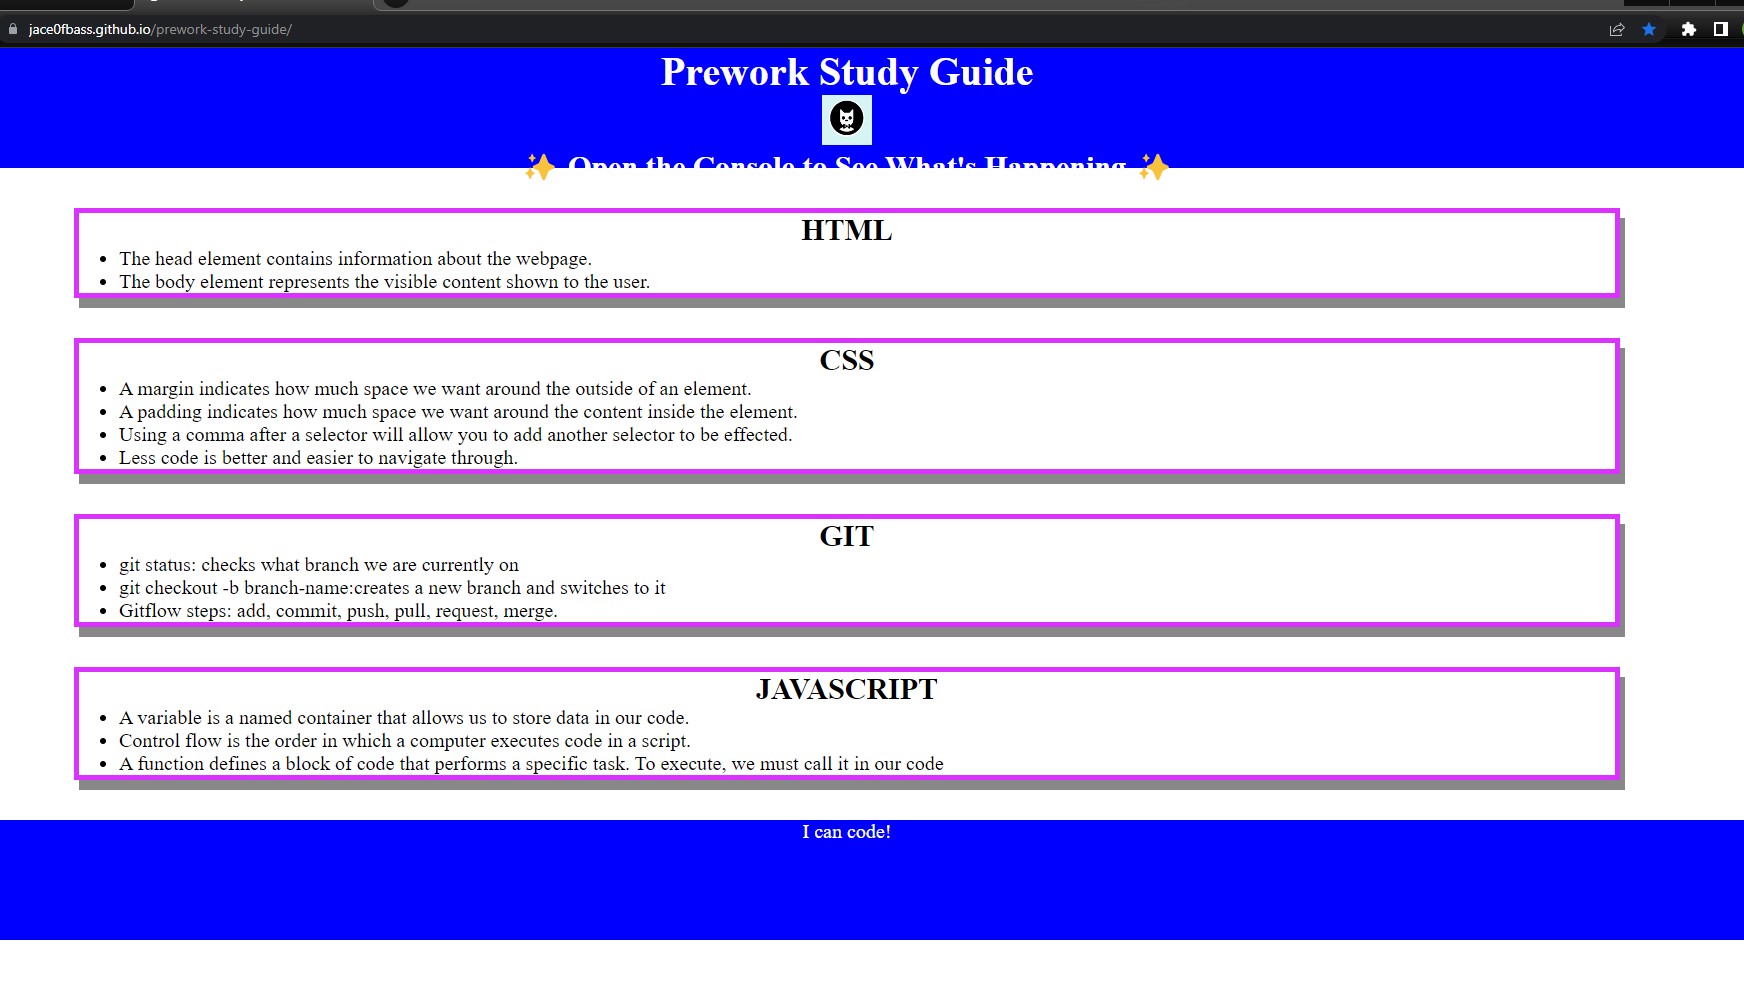 jace0fbass.github.io/prework-study-guide/
Prework Study Guide
✨ Open the Console to See What's Happening ✨
HTML
• The head element contains information about the webpage.
• The body element represents the visible content shown to the user.
CSS
• A margin indicates how much space we want around the outside of an element.
• A padding indicates how much space we want around the content inside the element.
• Using a comma after a selector will allow you to add another selector to be effected.
• Less code is better and easier to navigate through.
GIT
• git status: checks what branch we are currently on
• git checkout -b branch-name:creates a new branch and switches to it
• Gitflow steps: add, commit, push, pull, request, merge.
JAVASCRIPT
• A variable is a named container that allows us to store data in our code.
• Control flow is the order in which a computer executes code in a script.
• A function defines a block of code that performs a specific task. To execute, we must call it in our code
I can code!